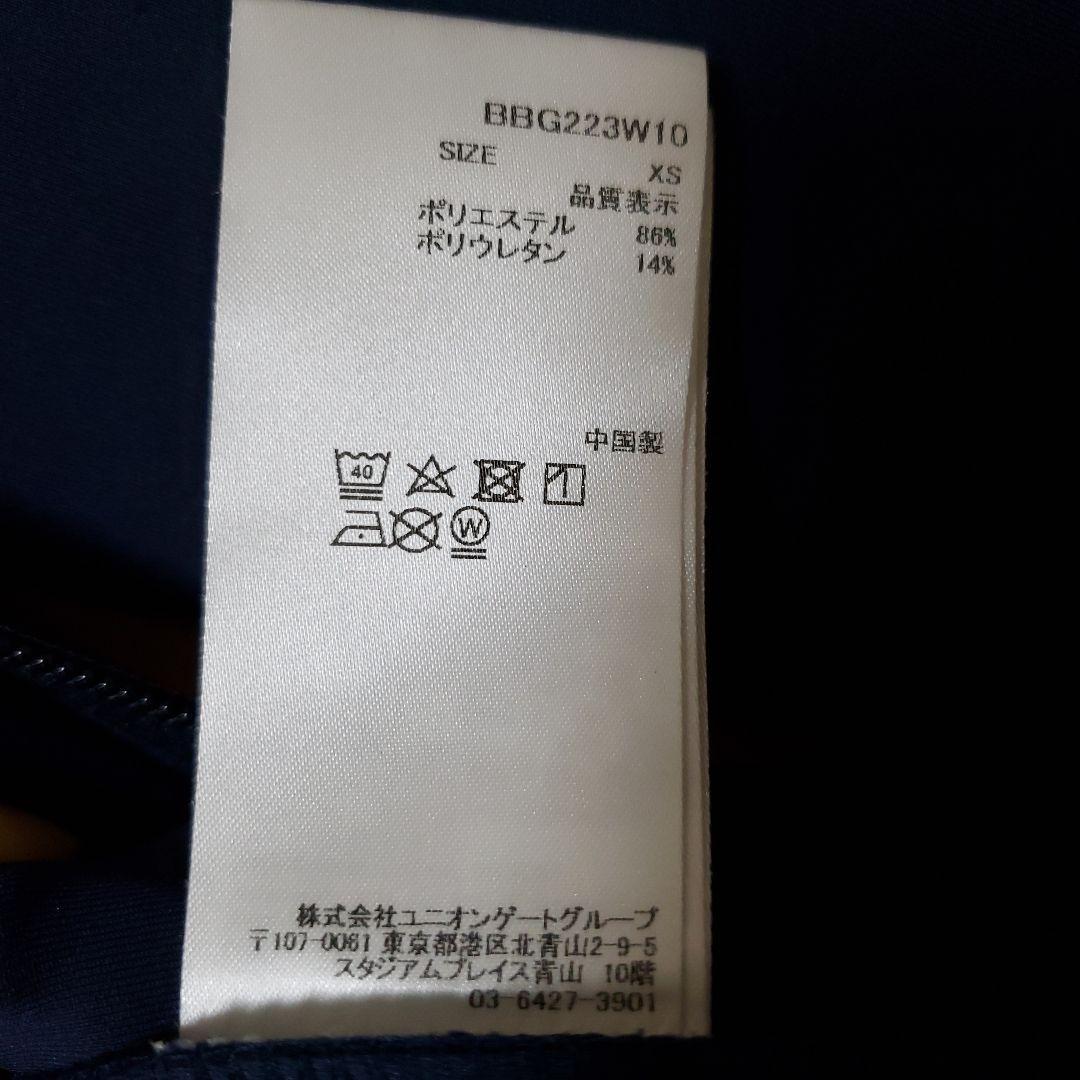 BBG223W10
SIZE XS
品質表示
ポリエステル 86%
ポリウレタン 14%
中国製
40
W
株式会社ユニオンゲートグループ
〒107-0061 東京都港区北青山2-9-5
スタジアムプレイス青山 10階
03-6427-3901